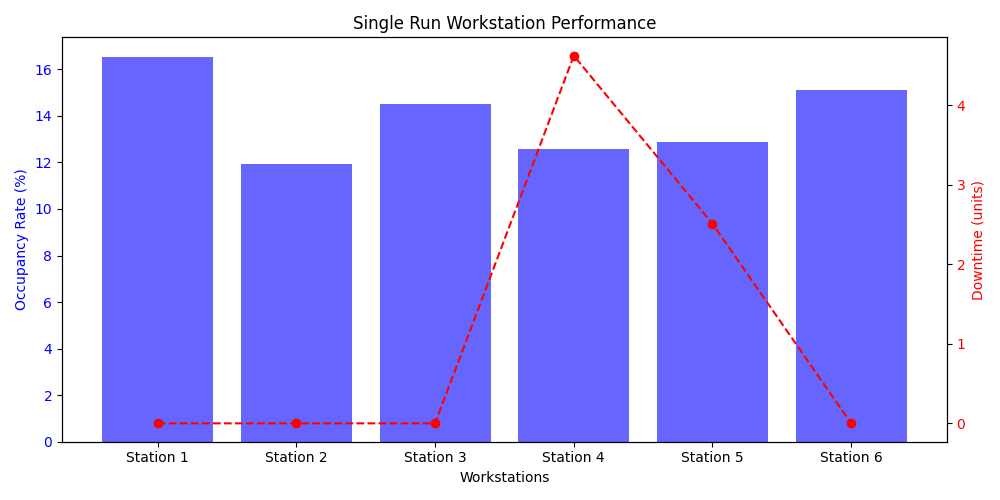 Single Run Workstation Performance
Occupancy Rate (%)
16
14
12
10
8
6
4
2
0
Station 1 Station 2 Station 3 Station 4 Station 5 Station 6
Workstations
4
3
2
1
0
Downtime (units)